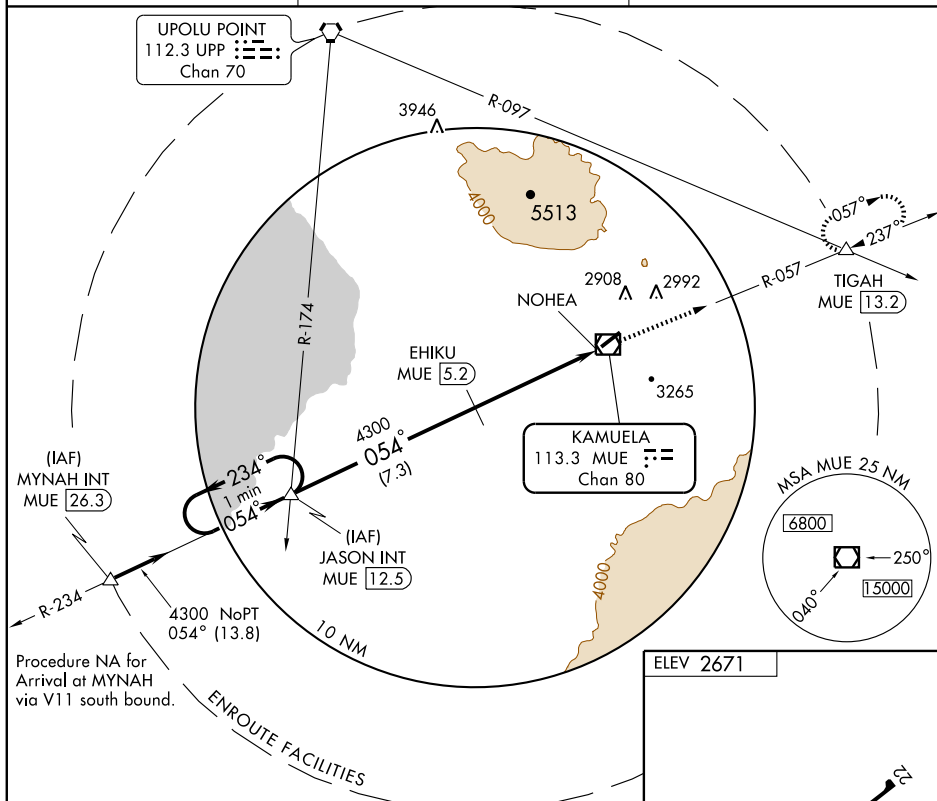 UPOLU POINT
112.3 UPP
Chan 70
3946
R-097
4000
5513
057°
237°
R-057
TIGAH
MUE 13.2
2908
2992
NOHEA
R-174
EHIKU
MUE 5.2
3265
4300
054°
(7.3)
KAMUELA
113.3 MUE
Chan 80
(IAF)
MYNAH INT
MUE 26.3
234°
1 min
054°
(IAF)
JASON INT
MUE 12.5
MSA MUE 25 NM
6800
250°
15000
040°
R-234
4300 NoPT
054° (13.8)
4000
10 NM
Procedure NA for
Arrival at MYNAH
via V11 south bound.
ENROUTE FACILITIES
ELEV 2671
22